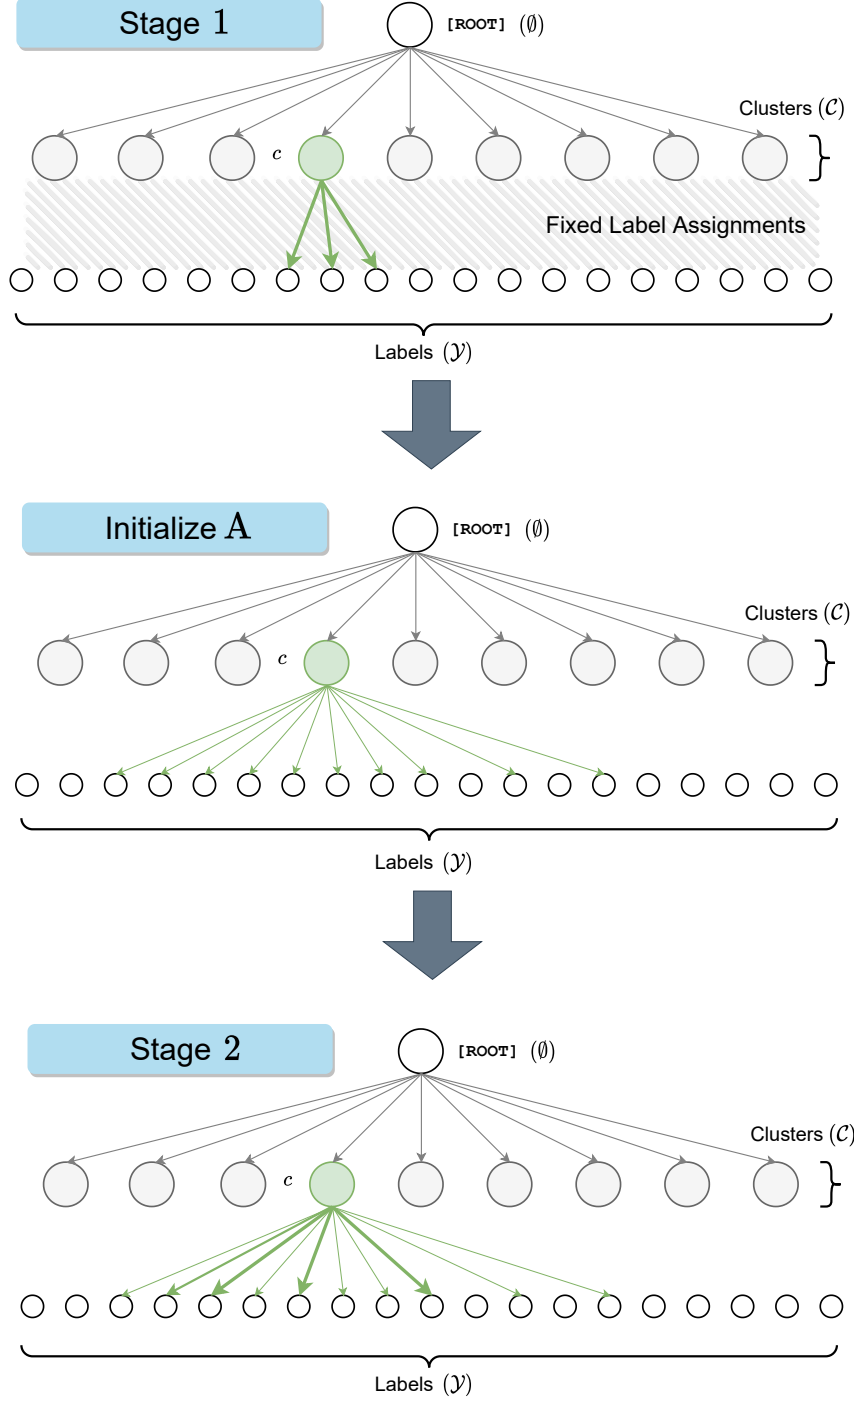 Stage 1
[ROOT] (∅)
Clusters (𝒞)
c
Fixed Label Assignments
Labels (𝒴)
Initialize A
[ROOT] (∅)
Clusters (𝒞)
c
Labels (𝒴)
Stage 2
[ROOT] (∅)
Clusters (𝒞)
c
Labels (𝒴)